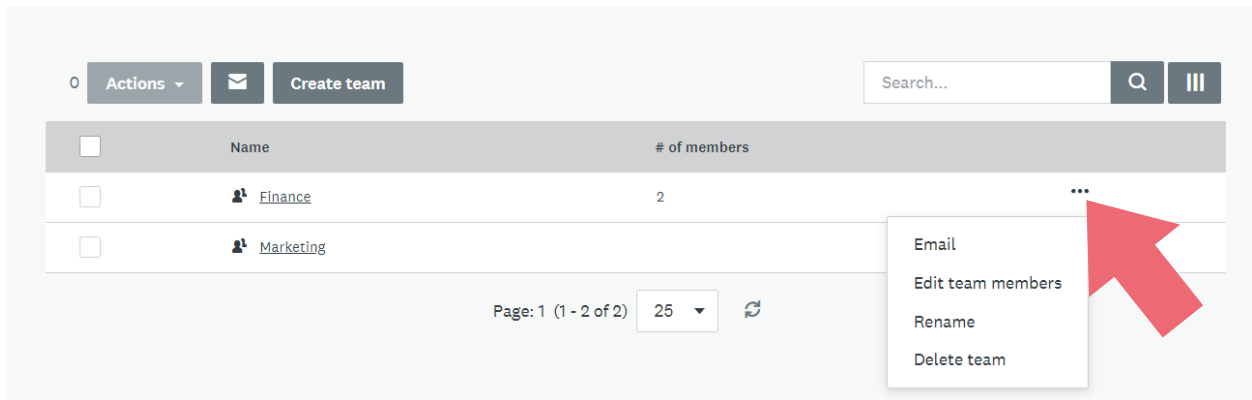 0 Actions Create team Search...
Name # of members
Finance 2
Marketing
Email
Edit team members
Rename
Delete team
Page: 1 (1 - 2 of 2) 25